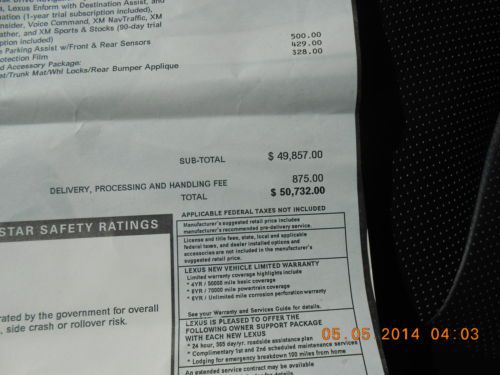 , Lexus Enform with Destination Assist, and
ation (1-year trial subscription included),
nsider, Voice Command, XM NavTraffic, XM
ather, and XM Sports & Stocks (90-day trial
ption included)
e Parking Assist w/Front & Rear Sensors 500.00
otection Film 429.00
d Accessory Package: 328.00
et/Trunk Mat/Whl Locks/Rear Bumper Applique
SUB-TOTAL $ 49,857.00
DELIVERY, PROCESSING AND HANDLING FEE 875.00
TOTAL $ 50,732.00
APPLICABLE FEDERAL TAXES NOT INCLUDED
Manufacturer's suggested retail price includes
manufacturer's recommended pre-delivery service.
License and title fees, state, local and applicable
federal taxes, and dealer installed options and
accessories are not included in the manufacturer's
suggested retail price.
STAR SAFETY RATINGS
rated by the government for overall
, side crash or rollover risk.
LEXUS NEW VEHICLE LIMITED WARRANTY
Limited warranty coverage highlights include
* 4YR / 50000 mile basic coverage
* 6YR / 70000 mile powertrain coverage
* 6YR / Unlimited mile corrosion perforation warranty
See your Warranty and Services Guide for details.
LEXUS IS PLEASED TO OFFER THE
FOLLOWING OWNER SUPPORT PACKAGE
WITH EACH NEW LEXUS
* 24 hour, 365 day/yr. roadside assistance plan
* Complimentary 1st and 2nd scheduled maintenance services
* Lodging for emergency breakdown 100 miles from home
An extended service contract may be available
05.05.2014 04:03